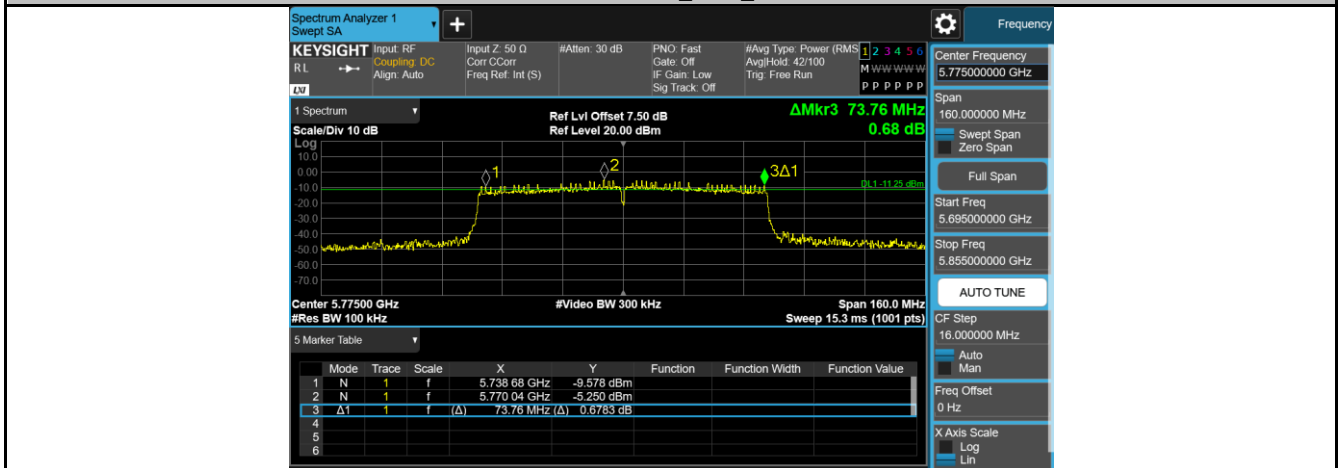 Spectrum Analyzer 1
Swept SA
+
Frequency
KEYSIGHT
RL
LXI
Input: RF
Coupling: DC
Align: Auto
Input Z: 50 Ω
Corr CCorr
Freq Ref: Int (S)
#Atten: 30 dB
PNO: Fast
Gate: Off
IF Gain: Low
Sig Track: Off
#Avg Type: Power (RMS
Avg|Hold: 42/100
Trig: Free Run
1 2 3 4 5 6
M W W W W W
P P P P P P
1 Spectrum
Scale/Div 10 dB
Ref Lvl Offset 7.50 dB
Ref Level 20.00 dBm
ΔMkr3 73.76 MHz
0.68 dB
Log
10.0
0.00
-10.0
-20.0
-30.0
-40.0
-50.0
-60.0
-70.0
1
2
3Δ1
DL1 -11.25 dBm
Center 5.77500 GHz
#Video BW 300 kHz
Span 160.0 MHz
#Res BW 100 kHz
Sweep 15.3 ms (1001 pts)
5 Marker Table
Mode Trace Scale X Y Function Function Width Function Value
1 N 1 f 5.738 68 GHz -9.578 dBm
2 N 1 f 5.770 04 GHz -5.250 dBm
3 Δ1 1 f (Δ) 73.76 MHz (Δ) 0.6783 dB
4
5
6
Center Frequency
5.775000000 GHz
Span
160.000000 MHz
Swept Span
Zero Span
Full Span
Start Freq
5.695000000 GHz
Stop Freq
5.855000000 GHz
AUTO TUNE
CF Step
16.000000 MHz
Auto
Man
Freq Offset
0 Hz
X Axis Scale
Log
Lin